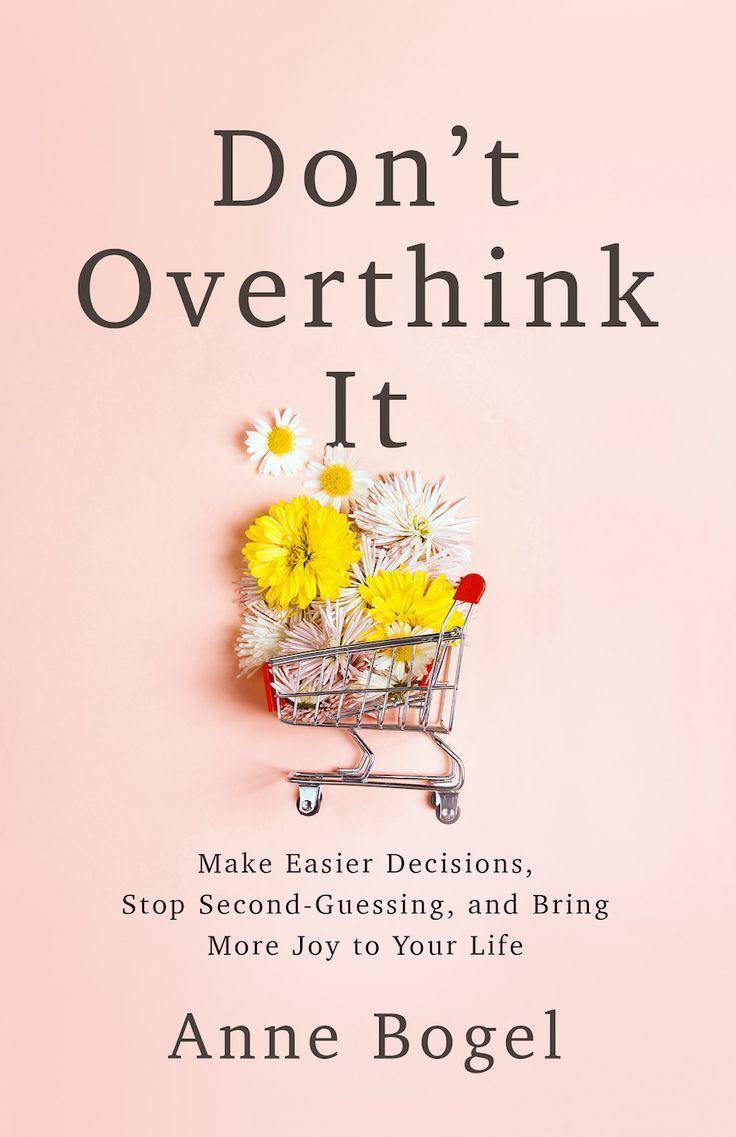 Don’t
Overthink
It
Make Easier Decisions,
Stop Second-Guessing, and Bring
More Joy to Your Life
Anne Bogel